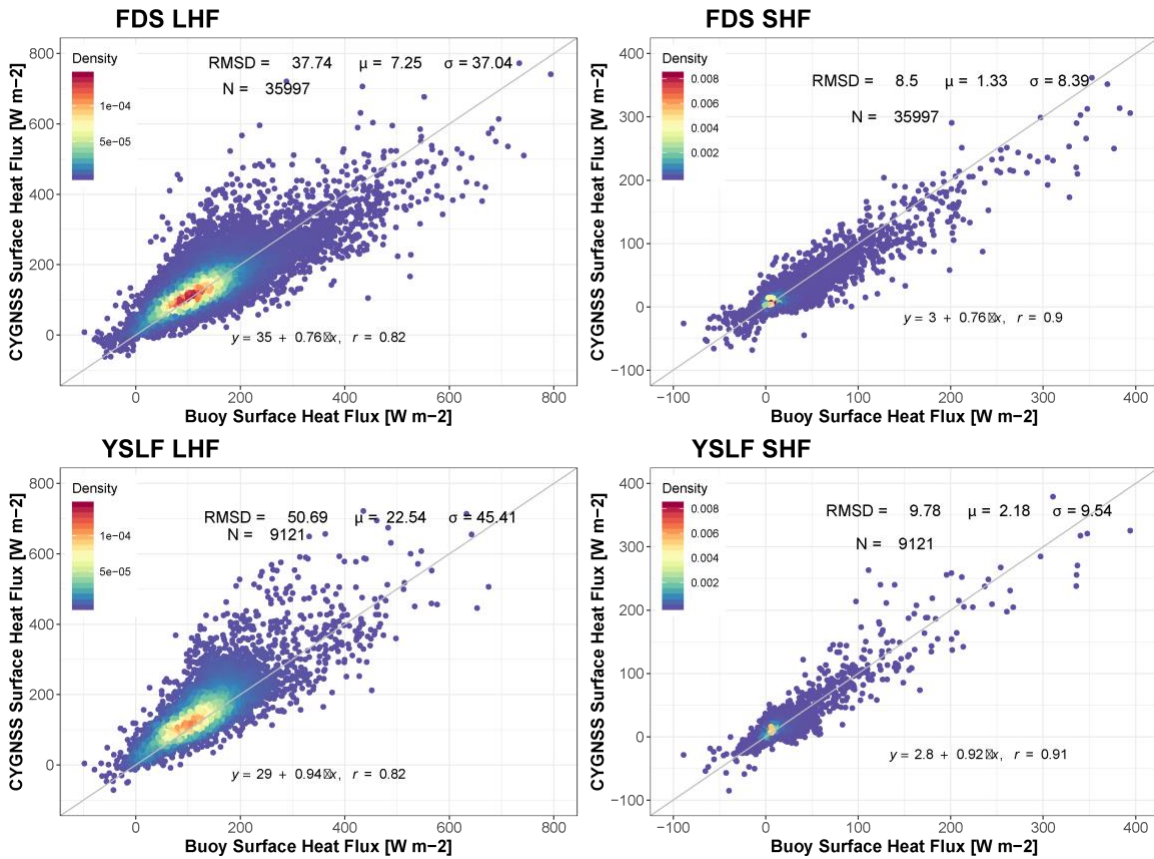 FDS LHF
800
600
400
200
0
CYGNSS Surface Heat Flux [W m−2]
Density
1e−04
5e−05
RMSD = 37.74 μ = 7.25 σ = 37.04
N = 35997
y = 35 + 0.76□x, r = 0.82
0 200 400 600 800
Buoy Surface Heat Flux [W m−2]
FDS SHF
400
300
200
100
0
−100
CYGNSS Surface Heat Flux [W m−2]
Density
0.008
0.006
0.004
0.002
RMSD = 8.5 μ = 1.33 σ = 8.39
N = 35997
y = 3 + 0.76□x, r = 0.9
−100 0 100 200 300 400
Buoy Surface Heat Flux [W m−2]
YSLF LHF
800
600
400
200
0
CYGNSS Surface Heat Flux [W m−2]
Density
1e−04
5e−05
RMSD = 50.69 μ = 22.54 σ = 45.41
N = 9121
y = 29 + 0.94□x, r = 0.82
0 200 400 600 800
Buoy Surface Heat Flux [W m−2]
YSLF SHF
400
300
200
100
0
−100
CYGNSS Surface Heat Flux [W m−2]
Density
0.008
0.006
0.004
0.002
RMSD = 9.78 μ = 2.18 σ = 9.54
N = 9121
y = 2.8 + 0.92□x, r = 0.91
−100 0 100 200 300 400
Buoy Surface Heat Flux [W m−2]